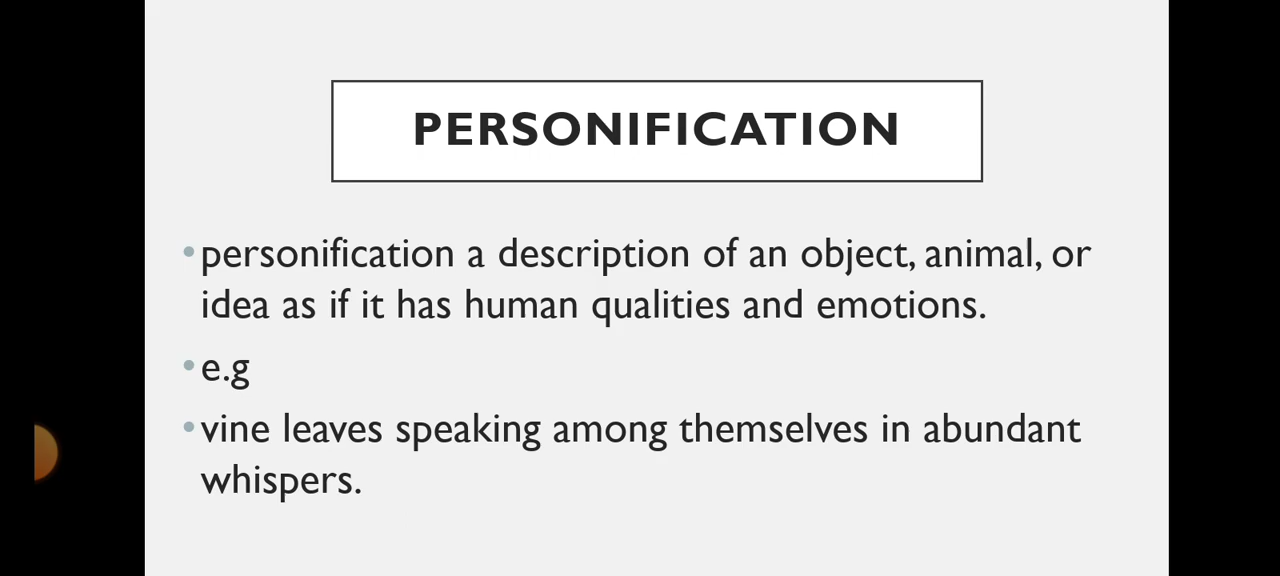 PERSONIFICATION
•personification a description of an object, animal, or
idea as if it has human qualities and emotions.
•e.g
•vine leaves speaking among themselves in abundant
whispers.